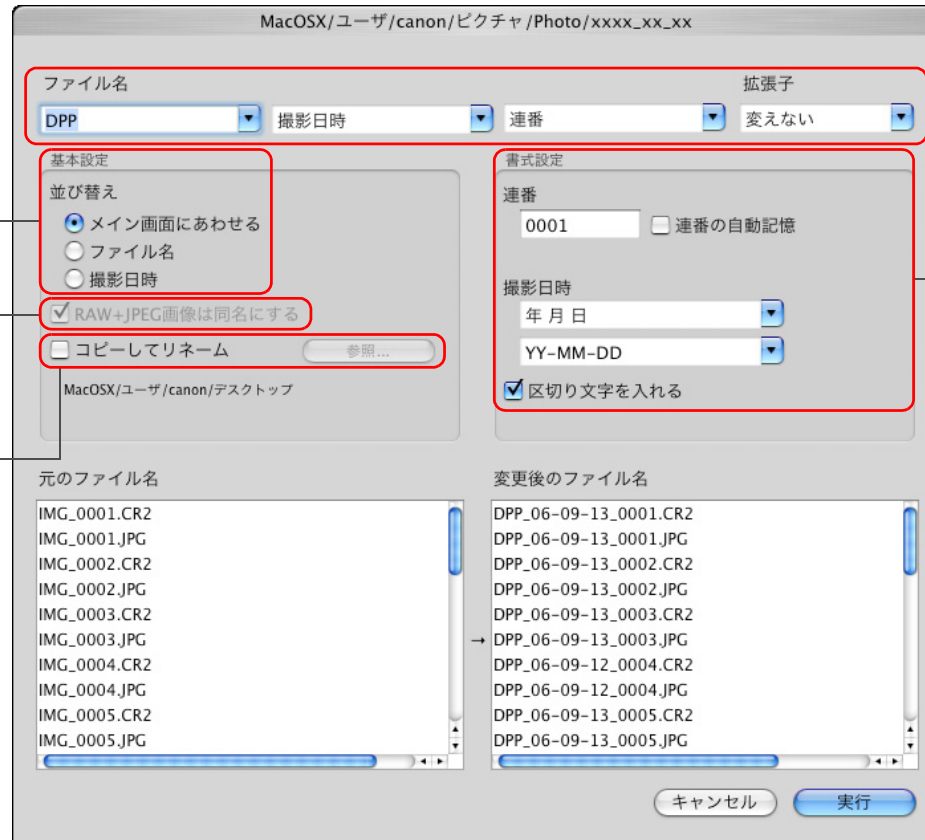 MacOSX/ユーザ/canon/ピクチャ/Photo/xxxx_xx_xx
ファイル名 拡張子
DPP 撮影日時 連番 変えない
基本設定
並び替え
メイン画面にあわせる
ファイル名
撮影日時
RAW+JPEG画像は同名にする
コピーしてリネーム 参照...
MacOSX/ユーザ/canon/デスクトップ
書式設定
連番
0001 連番の自動記憶
撮影日時
年月日
YY-MM-DD
区切り文字を入れる
元のファイル名
IMG_0001.CR2
IMG_0001.JPG
IMG_0002.CR2
IMG_0002.JPG
IMG_0003.CR2
IMG_0003.JPG
IMG_0004.CR2
IMG_0004.JPG
IMG_0005.CR2
IMG_0005.JPG
→
変更後のファイル名
DPP_06-09-13_0001.CR2
DPP_06-09-13_0001.JPG
DPP_06-09-13_0002.CR2
DPP_06-09-13_0002.JPG
DPP_06-09-13_0003.CR2
DPP_06-09-13_0003.JPG
DPP_06-09-12_0004.CR2
DPP_06-09-12_0004.JPG
DPP_06-09-13_0005.CR2
DPP_06-09-13_0005.JPG
キャンセル 実行